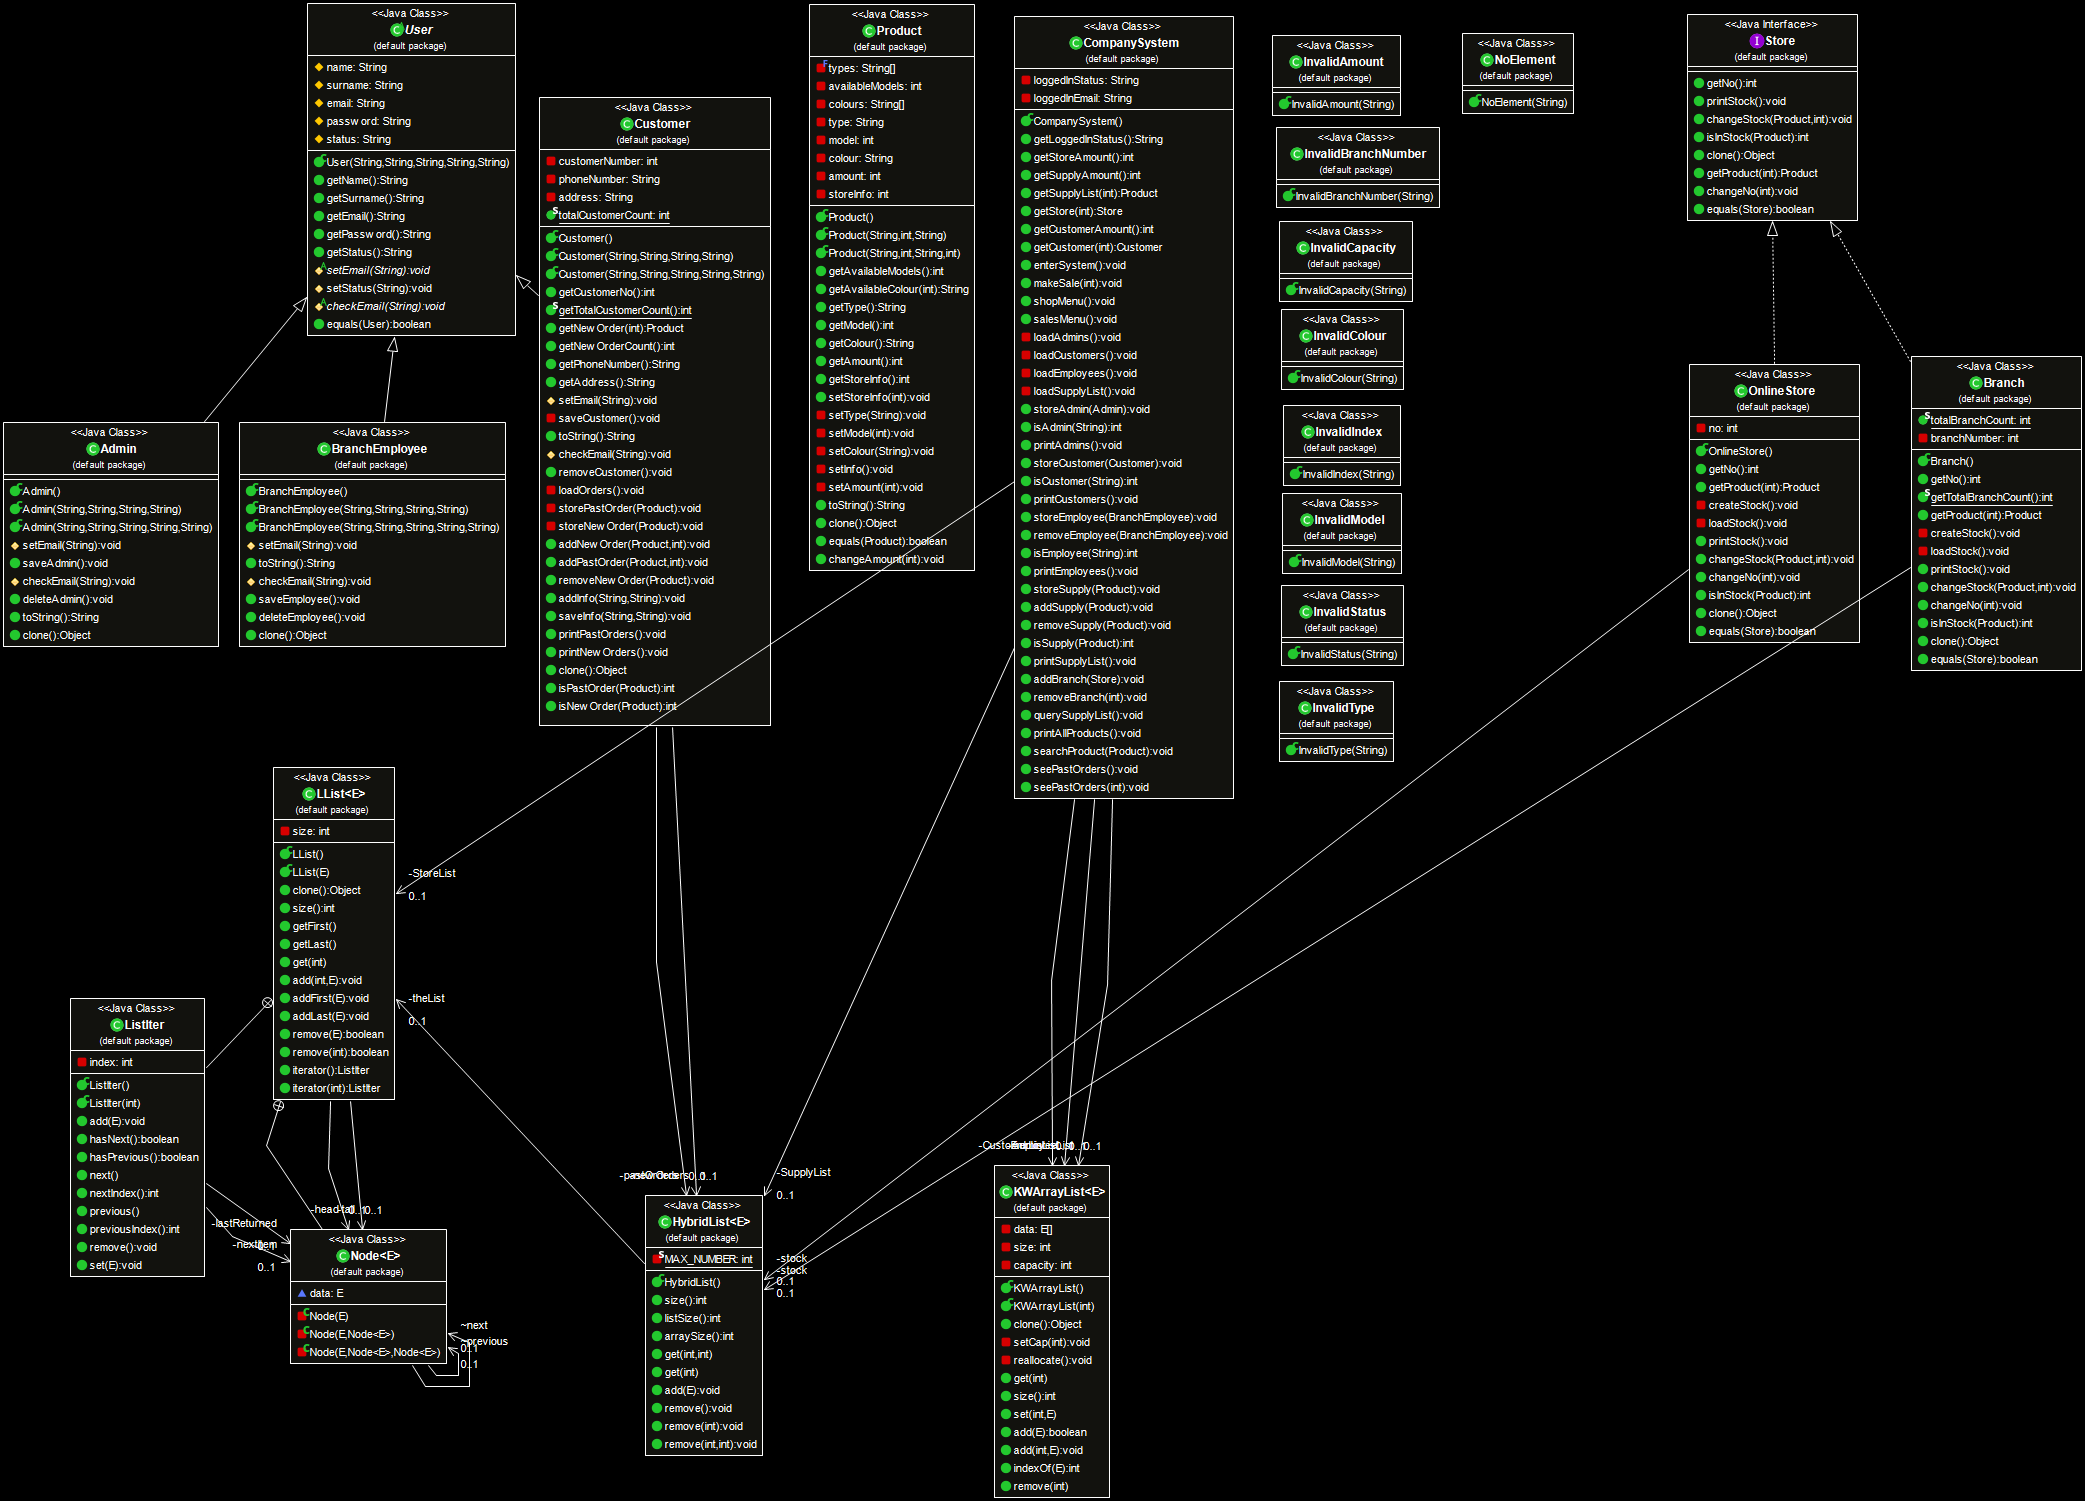 <<Java Class>>
User
(default package)
name: String
surname: String
email: String
password: String
status: String
User(String,String,String,String,String)
getName():String
getSurname():String
getEmail():String
getPassword():String
getStatus():String
setEmail(String):void
setStatus(String):void
checkEmail(String):void
equals(User):boolean
<<Java Class>>
Customer
(default package)
customerNumber: int
phoneNumber: String
address: String
totalCustomerCount: int
Customer()
Customer(String,String,String,String)
Customer(String,String,String,String,String)
getCustomerNo():int
getTotalCustomerCount():int
getNewOrder(int):Product
getNewOrderCount():int
getPhoneNumber():String
getAddress():String
setEmail(String):void
saveCustomer():void
toString():String
checkEmail(String):void
removeCustomer():void
loadOrders():void
storePastOrder(Product):void
storeNewOrder(Product):void
addNewOrder(Product,int):void
addPastOrder(Product,int):void
removeNewOrder(Product):void
addInfo(String,String):void
saveInfo(String,String):void
printPastOrders():void
printNewOrders():void
clone():Object
isPastOrder(Product):int
isNewOrder(Product):int
<<Java Class>>
Product
(default package)
types: String[]
availableModels: int
colours: String[]
type: String
model: int
colour: String
amount: int
storeInfo: int
Product()
Product(String,int,String)
Product(String,int,String,int)
getAvailableModels():int
getAvailableColour(int):String
getType():String
getModel():int
getColour():String
getAmount():int
getStoreInfo():int
setStoreInfo(int):void
setType(String):void
setModel(int):void
setColour(String):void
setInfo():void
setAmount(int):void
toString():String
clone():Object
equals(Product):boolean
changeAmount(int):void
<<Java Class>>
CompanySystem
(default package)
loggedInStatus: String
loggedInEmail: String
CompanySystem()
getLoggedInStatus():String
getStoreAmount():int
getSupplyAmount():int
getSupplyList(int):Product
getStore(int):Store
getCustomerAmount():int
getCustomer(int):Customer
enterSystem():void
makeSale(int):void
shopMenu():void
salesMenu():void
loadAdmins():void
loadCustomers():void
loadEmployees():void
loadSupplyList():void
storeAdmin(Admin):void
isAdmin(String):int
printAdmins():void
storeCustomer(Customer):void
isCustomer(String):int
printCustomers():void
storeEmployee(BranchEmployee):void
removeEmployee(BranchEmployee):void
isEmployee(String):int
printEmployees():void
storeSupply(Product):void
addSupply(Product):void
removeSupply(Product):void
isSupply(Product):int
printSupplyList():void
addBranch(Store):void
removeBranch(int):void
querySupplyList():void
printAllProducts():void
searchProduct(Product):void
seePastOrders():void
seePastOrders(int):void
<<Java Class>>
InvalidAmount
(default package)
InvalidAmount(String)
<<Java Class>>
NoElement
(default package)
NoElement(String)
<<Java Class>>
InvalidBranchNumber
(default package)
InvalidBranchNumber(String)
<<Java Class>>
InvalidCapacity
(default package)
InvalidCapacity(String)
<<Java Class>>
InvalidColour
(default package)
InvalidColour(String)
<<Java Class>>
InvalidIndex
(default package)
InvalidIndex(String)
<<Java Class>>
InvalidModel
(default package)
InvalidModel(String)
<<Java Class>>
InvalidStatus
(default package)
InvalidStatus(String)
<<Java Class>>
InvalidType
(default package)
InvalidType(String)
<<Java Interface>>
Store
(default package)
getNo():int
printStock():void
changeStock(Product,int):void
isInStock(Product):int
clone():Object
getProduct(int):Product
changeNo(int):void
equals(Store):boolean
<<Java Class>>
OnlineStore
(default package)
no: int
OnlineStore()
getNo():int
getProduct(int):Product
createStock():void
loadStock():void
printStock():void
changeStock(Product,int):void
changeNo(int):void
isInStock(Product):int
clone():Object
equals(Store):boolean
<<Java Class>>
Branch
(default package)
totalBranchCount: int
branchNumber: int
Branch()
getNo():int
getTotalBranchCount():int
getProduct(int):Product
createStock():void
loadStock():void
printStock():void
changeStock(Product,int):void
changeNo(int):void
isInStock(Product):int
clone():Object
equals(Store):boolean
<<Java Class>>
Admin
(default package)
Admin()
Admin(String,String,String,String)
Admin(String,String,String,String,String)
setEmail(String):void
saveAdmin():void
checkEmail(String):void
deleteAdmin():void
toString():String
clone():Object
<<Java Class>>
BranchEmployee
(default package)
BranchEmployee()
BranchEmployee(String,String,String,String)
BranchEmployee(String,String,String,String,String)
setEmail(String):void
toString():String
checkEmail(String):void
saveEmployee():void
deleteEmployee():void
clone():Object
<<Java Class>>
LList<E>
(default package)
size: int
LList()
LList(E)
clone():Object
size():int
getFirst()
getLast()
get(int)
add(int,E):void
addFirst(E):void
addLast(E):void
remove(E):boolean
remove(int):boolean
iterator():ListIter
iterator(int):ListIter
-StoreList
0..1
-theList
0..1
<<Java Class>>
ListIter
(default package)
index: int
ListIter()
ListIter(int)
add(E):void
hasNext():boolean
hasPrevious():boolean
next()
nextIndex():int
previous()
previousIndex():int
remove():void
set(E):void
-lastReturned
0..1
-nextItem
0..1
-head
-tail
0..1
0..1
<<Java Class>>
Node<E>
(default package)
data: E
Node(E)
Node(E,Node<E>)
Node(E,Node<E>,Node<E>)
~next
~previous
0..1
0..1
-pastOrders
0..1
0..1
-SupplyList
0..1
<<Java Class>>
HybridList<E>
(default package)
MAX_NUMBER: int
HybridList()
size():int
listSize():int
arraySize():int
get(int,int)
get(int)
add(E):void
remove():void
remove(int):void
remove(int,int):void
-stock
-stock
0..1
0..1
0..1
<<Java Class>>
KWArrayList<E>
(default package)
data: E[]
size: int
capacity: int
KWArrayList()
KWArrayList(int)
clone():Object
setCap(int):void
reallocate():void
get(int)
size():int
set(int,E)
add(E):boolean
add(int,E):void
indexOf(E):int
remove(int)